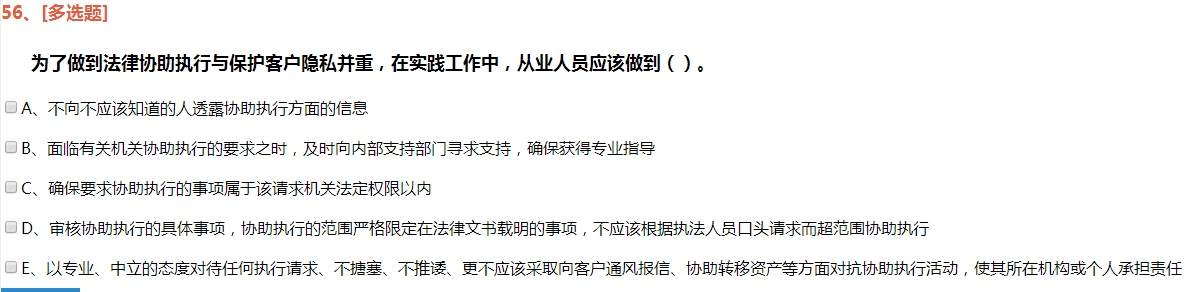 56、[多选题]
为了做到法律协助执行与保护客户隐私并重，在实践工作中，从业人员应该做到（ ）。
A、不向不应该知道的人透露协助执行方面的信息
B、面临有关机关协助执行的要求之时，及时向内部支持部门寻求支持，确保获得专业指导
C、确保要求协助执行的事项属于该请求机关法定权限以内
D、审核协助执行的具体事项，协助执行的范围严格限定在法律文书载明的事项，不应该根据执法人员口头请求而超范围协助执行
E、以专业、中立的态度对待任何执行请求、不搪塞、不推诿、更不应该采取向客户通风报信、协助转移资产等方面对抗协助执行活动，使其所在机构或个人承担责任